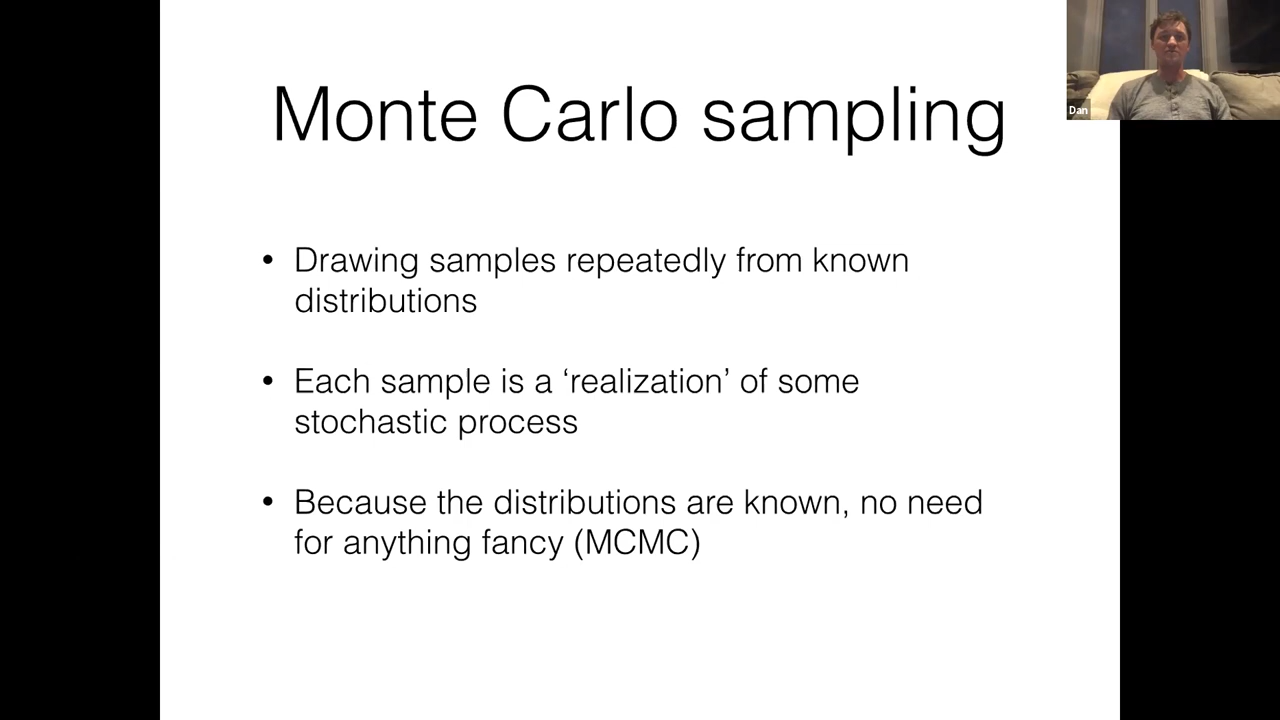 Monte Carlo sampling
Dan
• Drawing samples repeatedly from known
distributions
• Each sample is a ‘realization’ of some
stochastic process
• Because the distributions are known, no need
for anything fancy (MCMC)